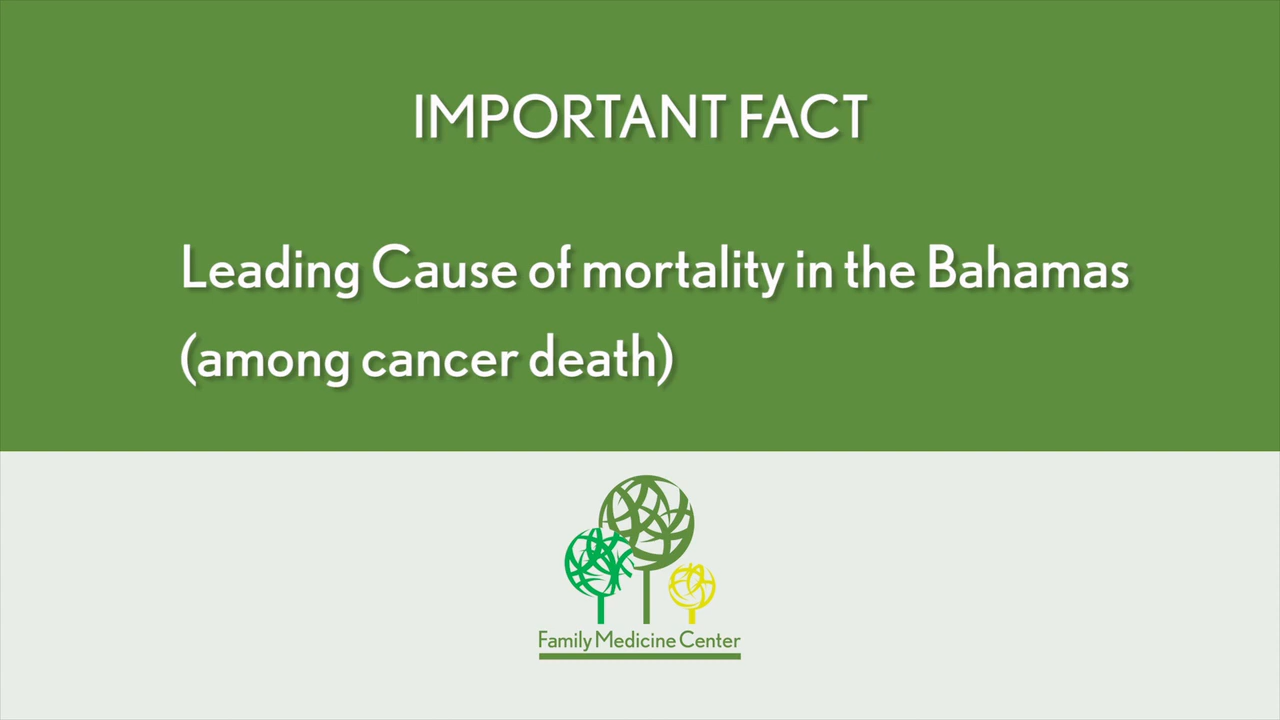 IMPORTANT FACT
Leading Cause of mortality in the Bahamas
(among cancer death)
Family Medicine Center